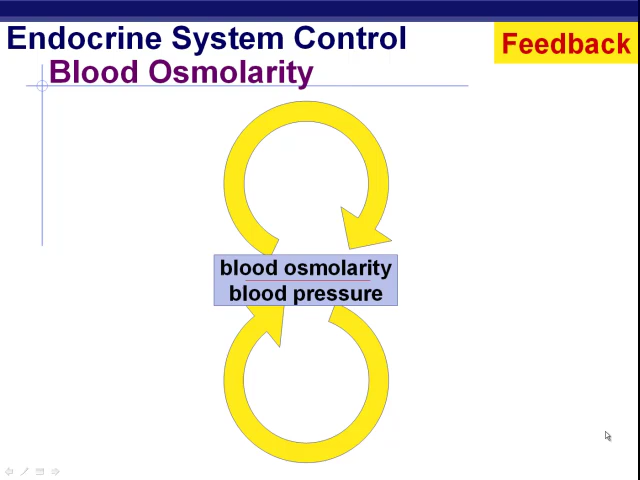 Endocrine System Control
Feedback
Blood Osmolarity
blood osmolarity
blood pressure